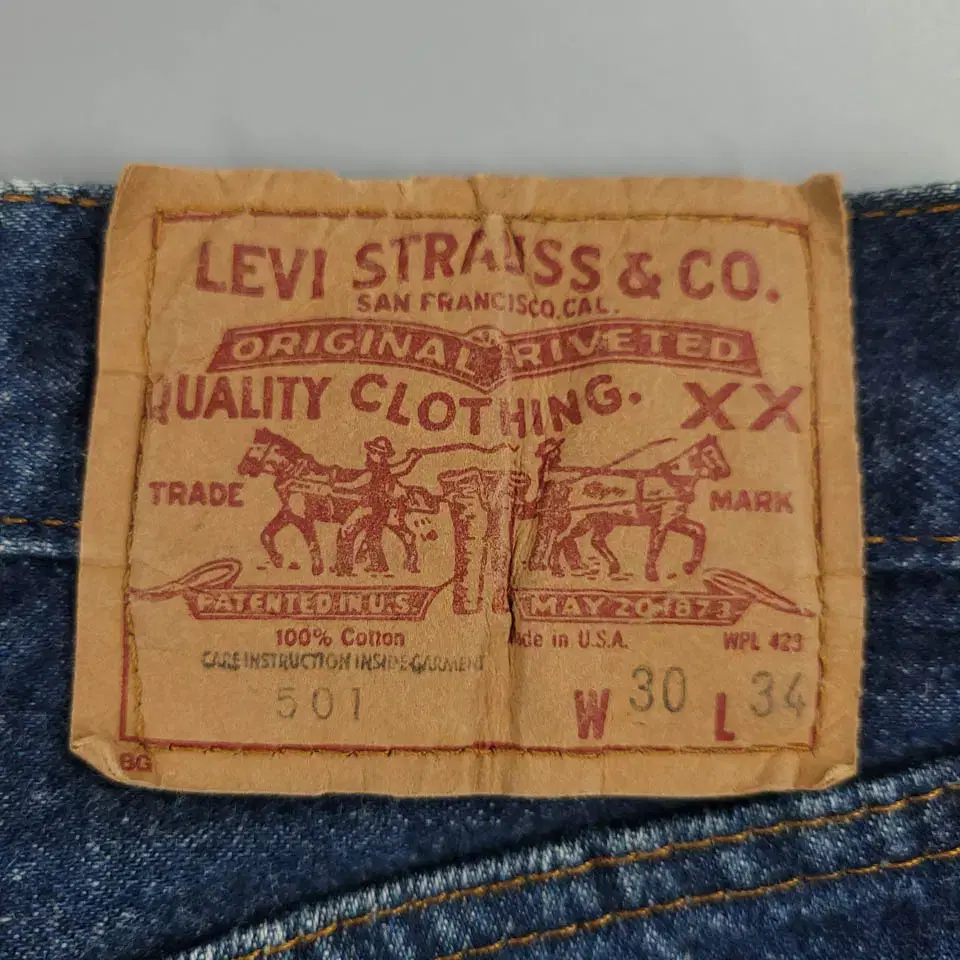 LEVI STRAUSS & CO.
SAN FRANCISCO, CAL.
ORIGINAL RIVETED
QUALITY CLOTHING. XX
TRADE MARK
PATENTED IN U.S. MAY 20 1873
100% Cotton Made in U.S.A. WPL 423
CARE INSTRUCTION INSIDE GARMENT
501 W 30 L 34
BG